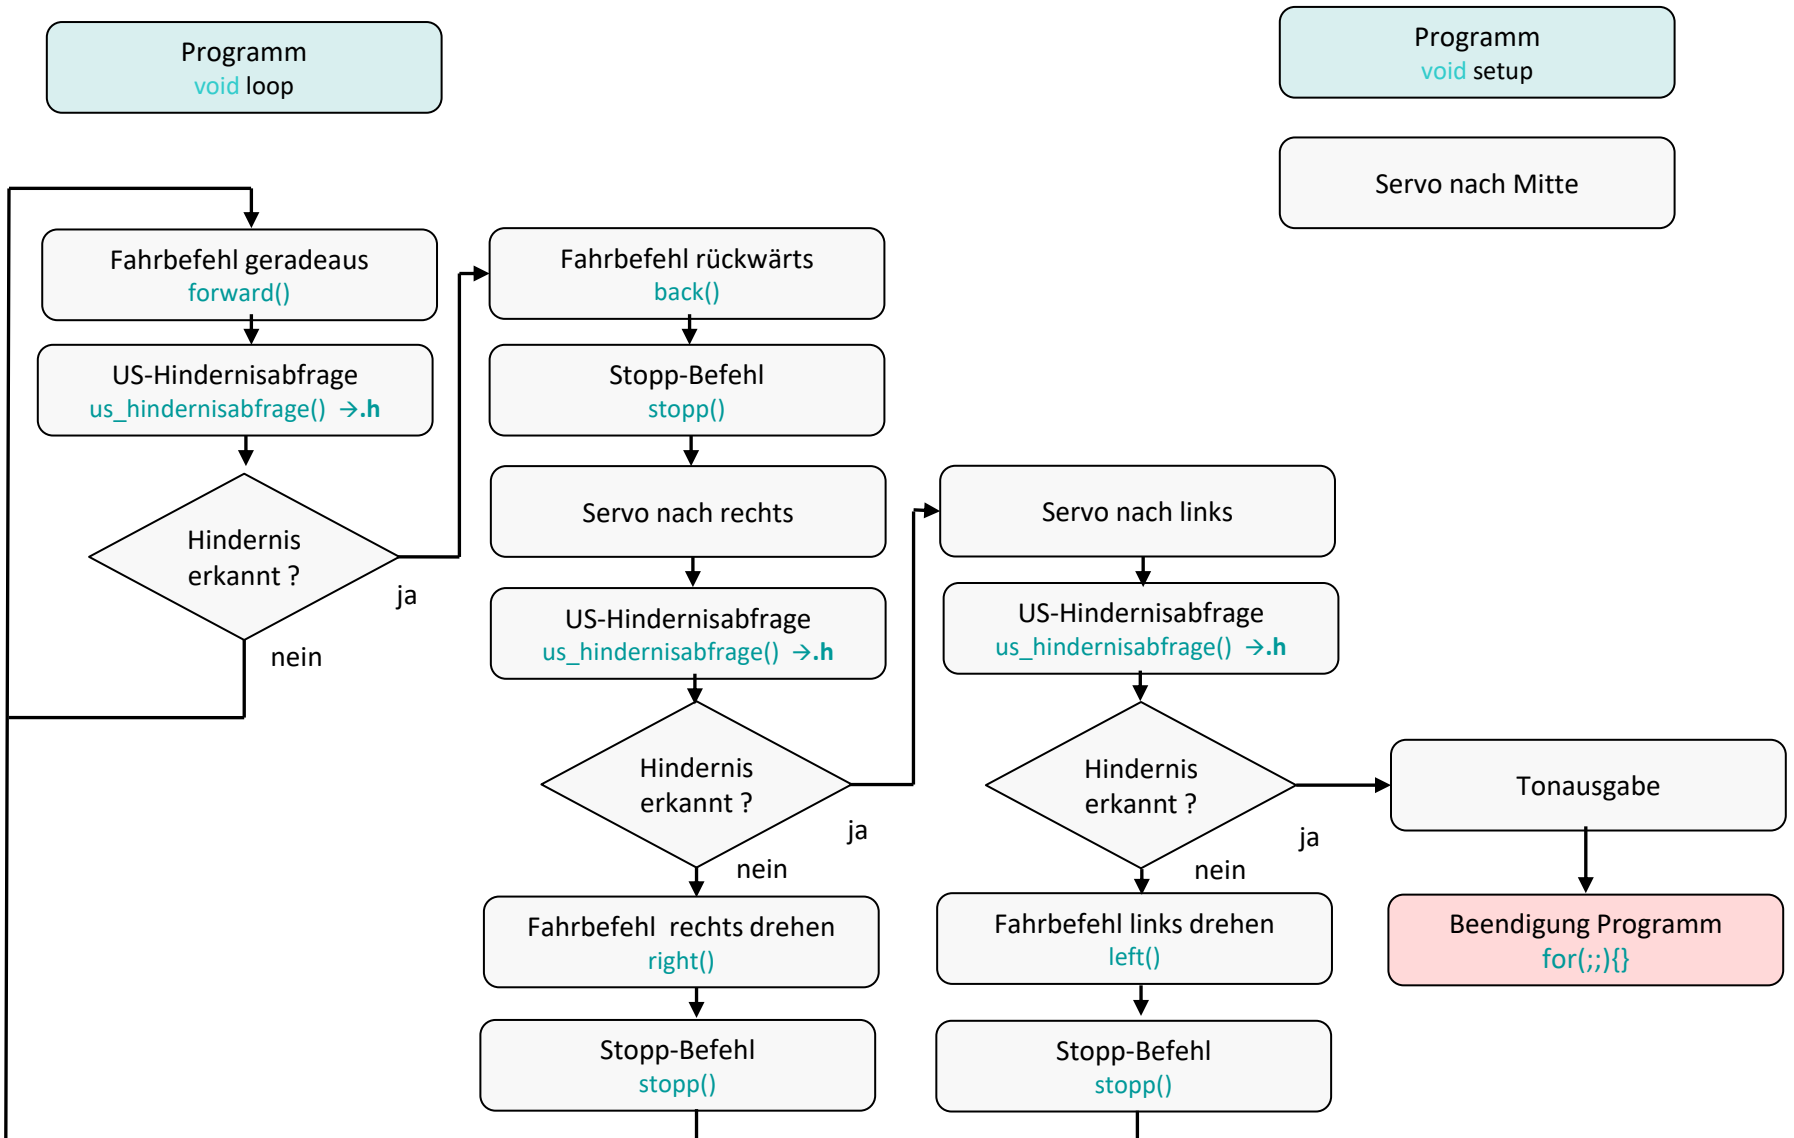 Programm
void loop
Programm
void setup
Servo nach Mitte
Fahrbefehl geradeaus
forward()
US-Hindernisabfrage
us_hindernisabfrage() →.h
Hindernis
erkannt ?
ja
nein
Fahrbefehl rückwärts
back()
Stopp-Befehl
stopp()
Servo nach rechts
US-Hindernisabfrage
us_hindernisabfrage() →.h
Hindernis
erkannt ?
ja
nein
Fahrbefehl  rechts drehen
right()
Stopp-Befehl
stopp()
Servo nach links
US-Hindernisabfrage
us_hindernisabfrage() →.h
Hindernis
erkannt ?
ja
nein
Fahrbefehl links drehen
left()
Stopp-Befehl
stopp()
Tonausgabe
Beendigung Programm
for(;;){}